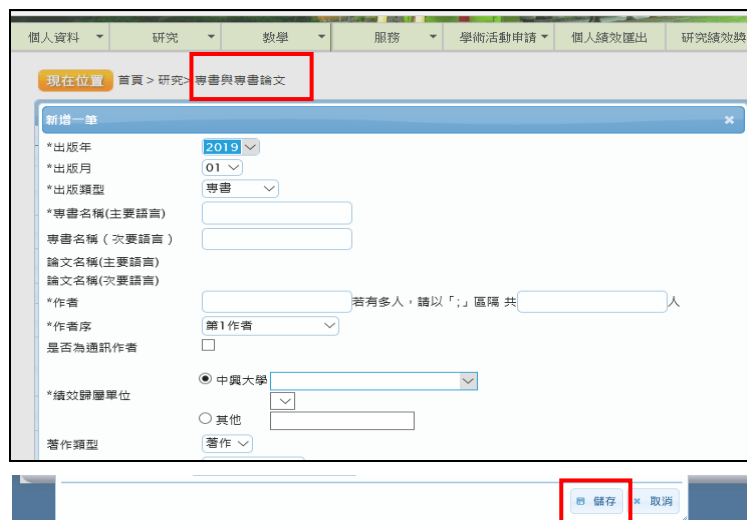 個人資料 研究 教學 服務 學術活動申請 個人績效匯出 研究績效獎
現在位置 首頁 > 研究> 專書與專書論文
新增一筆
*出版年 2019
*出版月 01
*出版類型 專書
*專書名稱(主要語言)
專書名稱(次要語言)
論文名稱(主要語言)
論文名稱(次要語言)
*作者 若有多人，請以「;」區隔 共 人
*作者序 第1作者
是否為通訊作者
中興大學
*績效歸屬單位
其他
著作類型 著作
儲存 × 取消